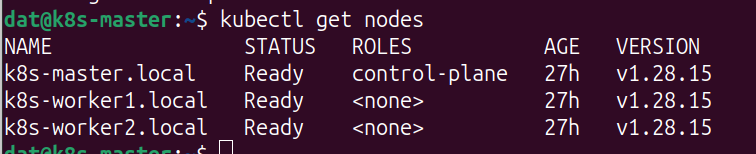 dat@k8s-master:~$ kubectl get nodes
NAME STATUS ROLES AGE VERSION
k8s-master.local Ready control-plane 27h v1.28.15
k8s-worker1.local Ready <none> 27h v1.28.15
k8s-worker2.local Ready <none> 27h v1.28.15
dat@k8s-master:~$